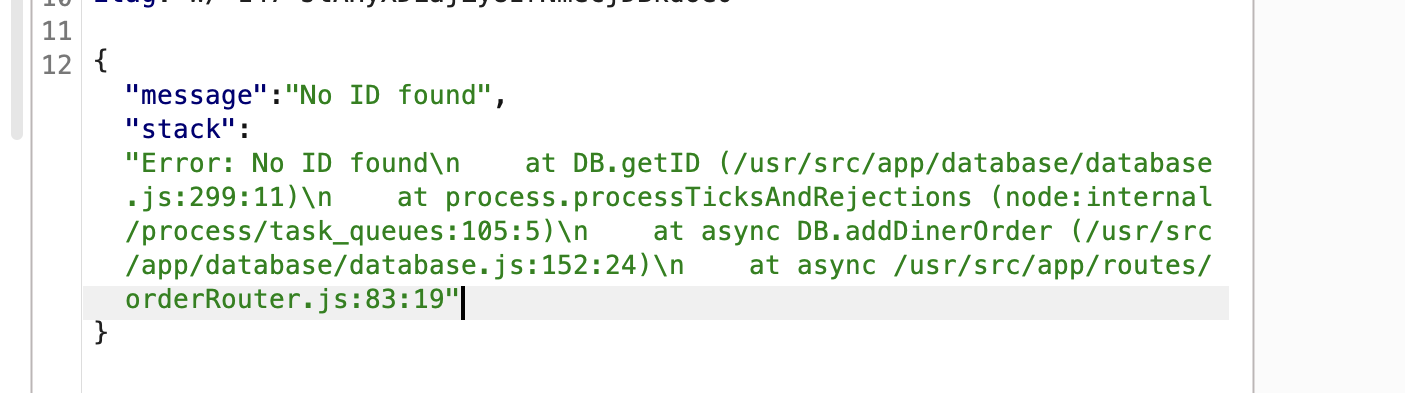 11
12 {
"message":"No ID found",
"stack":
"Error: No ID found\n    at DB.getID (/usr/src/app/database/database
.js:299:11)\n    at process.processTicksAndRejections (node:internal
/process/task_queues:105:5)\n    at async DB.addDinerOrder (/usr/src
/app/database/database.js:152:24)\n    at async /usr/src/app/routes/
orderRouter.js:83:19"
}